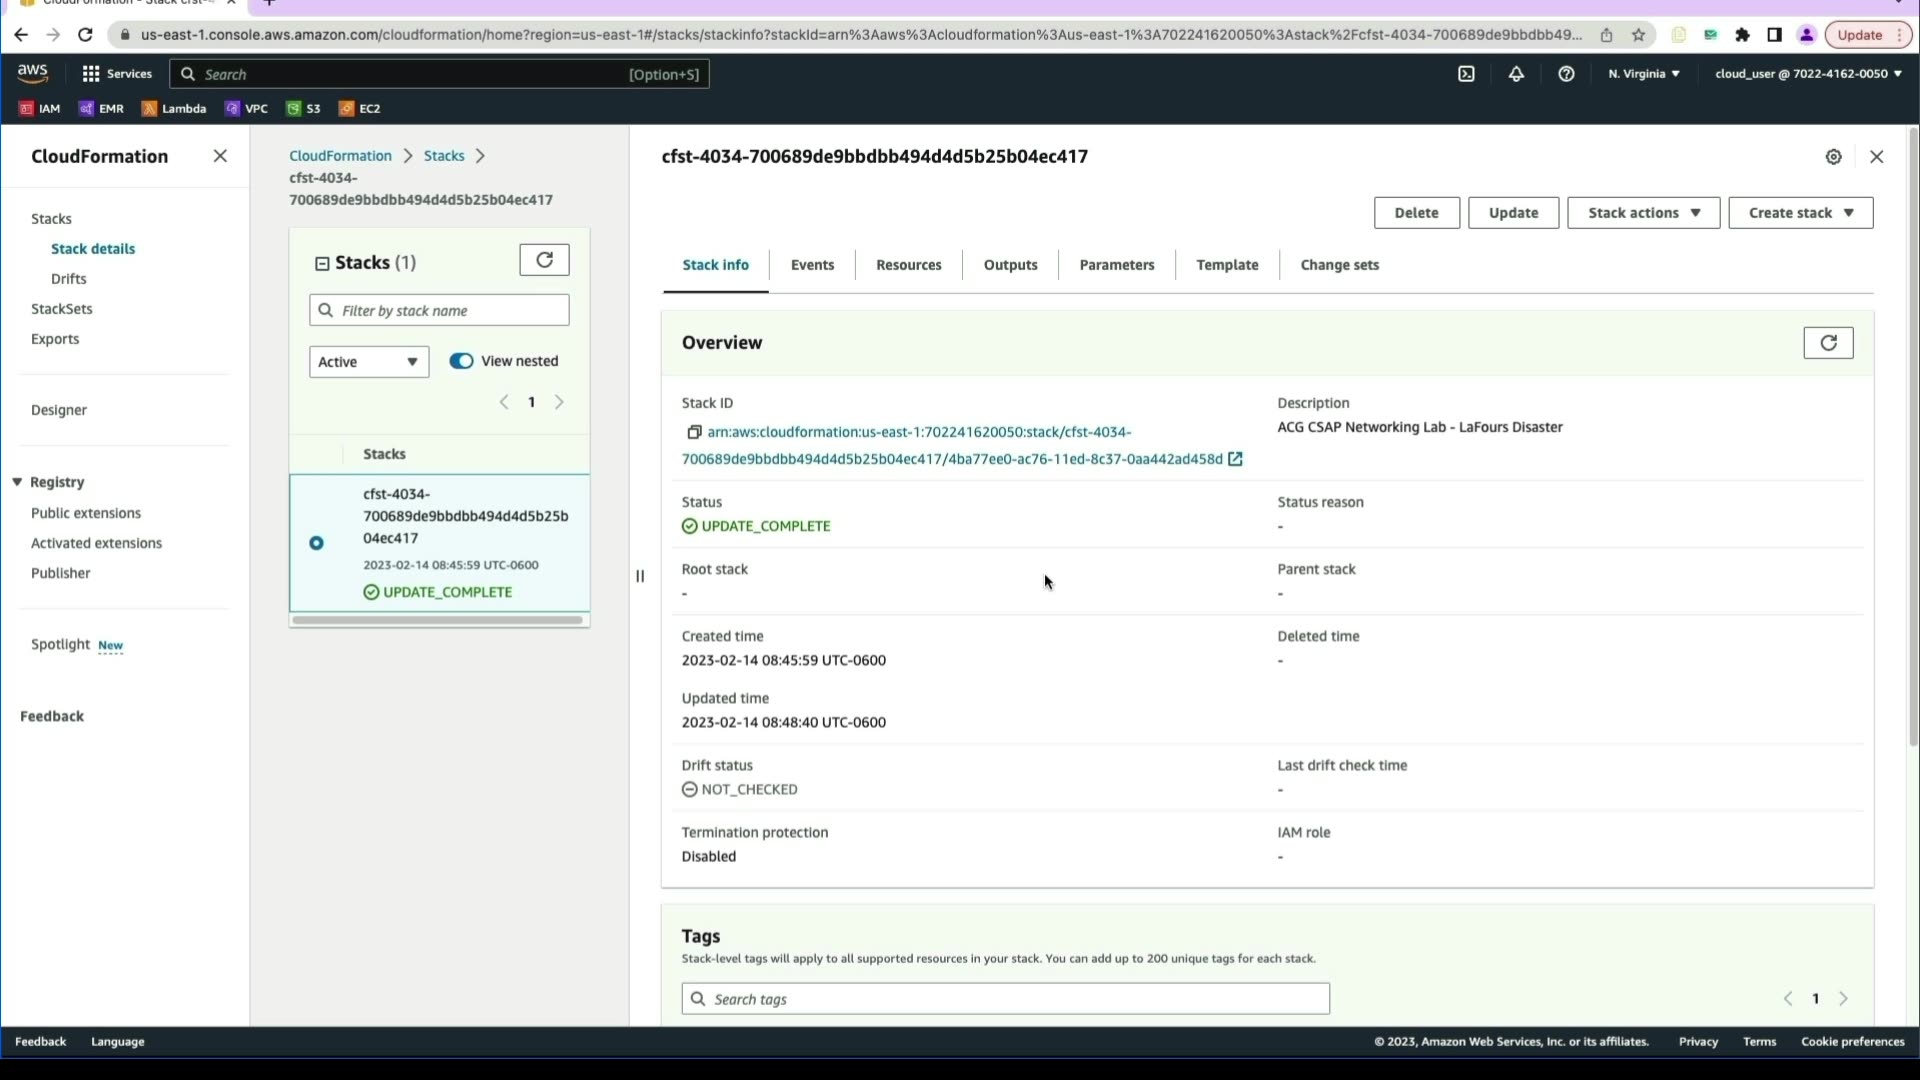 CloudFormation - Stack cfst-4
us-east-1.console.aws.amazon.com/cloudformation/home?region=us-east-1#/stacks/stackinfo?stackId=arn%3Aaws%3Acloudformation%3Aus-east-1%3A702241620050%3Astack%2Fcfst-4034-700689de9bbdbb49...
Update
aws
Services
Search
[Option+S]
N. Virginia
cloud_user @ 7022-4162-0050
IAM
EMR
Lambda
VPC
S3
EC2
CloudFormation
Stacks
Stack details
Drifts
StackSets
Exports
Designer
Registry
Public extensions
Activated extensions
Publisher
Spotlight New
Feedback
CloudFormation > Stacks >
cfst-4034-
700689de9bbdbb494d4d5b25b04ec417
Stacks (1)
Filter by stack name
Active
View nested
1
Stacks
cfst-4034-
700689de9bbdbb494d4d5b25b
04ec417
2023-02-14 08:45:59 UTC-0600
UPDATE_COMPLETE
cfst-4034-700689de9bbdbb494d4d5b25b04ec417
Delete
Update
Stack actions
Create stack
Stack info
Events
Resources
Outputs
Parameters
Template
Change sets
Overview
Stack ID
arn:aws:cloudformation:us-east-1:702241620050:stack/cfst-4034-
700689de9bbdbb494d4d5b25b04ec417/4ba77ee0-ac76-11ed-8c37-0aa442ad458d
Description
ACG CSAP Networking Lab - LaFours Disaster
Status
UPDATE_COMPLETE
Status reason
-
Root stack
-
Parent stack
-
Created time
2023-02-14 08:45:59 UTC-0600
Deleted time
-
Updated time
2023-02-14 08:48:40 UTC-0600
Drift status
NOT_CHECKED
Last drift check time
-
Termination protection
Disabled
IAM role
-
Tags
Stack-level tags will apply to all supported resources in your stack. You can add up to 200 unique tags for each stack.
Search tags
1
Feedback
Language
© 2023, Amazon Web Services, Inc. or its affiliates.
Privacy
Terms
Cookie preferences